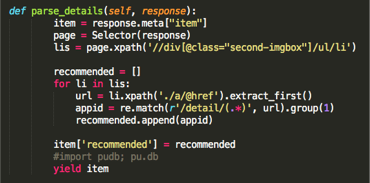 def parse_details(self, response):
    item = response.meta["item"]
    page = Selector(response)
    lis = page.xpath('//div[@class="second-imgbox"]/ul/li')

    recommended = []
    for li in lis:
        url = li.xpath('./a/@href').extract_first()
        appid = re.match(r'/detail/(.*)', url).group(1)
        recommended.append(appid)

    item['recommended'] = recommended
    #import pudb; pu.db
    yield item